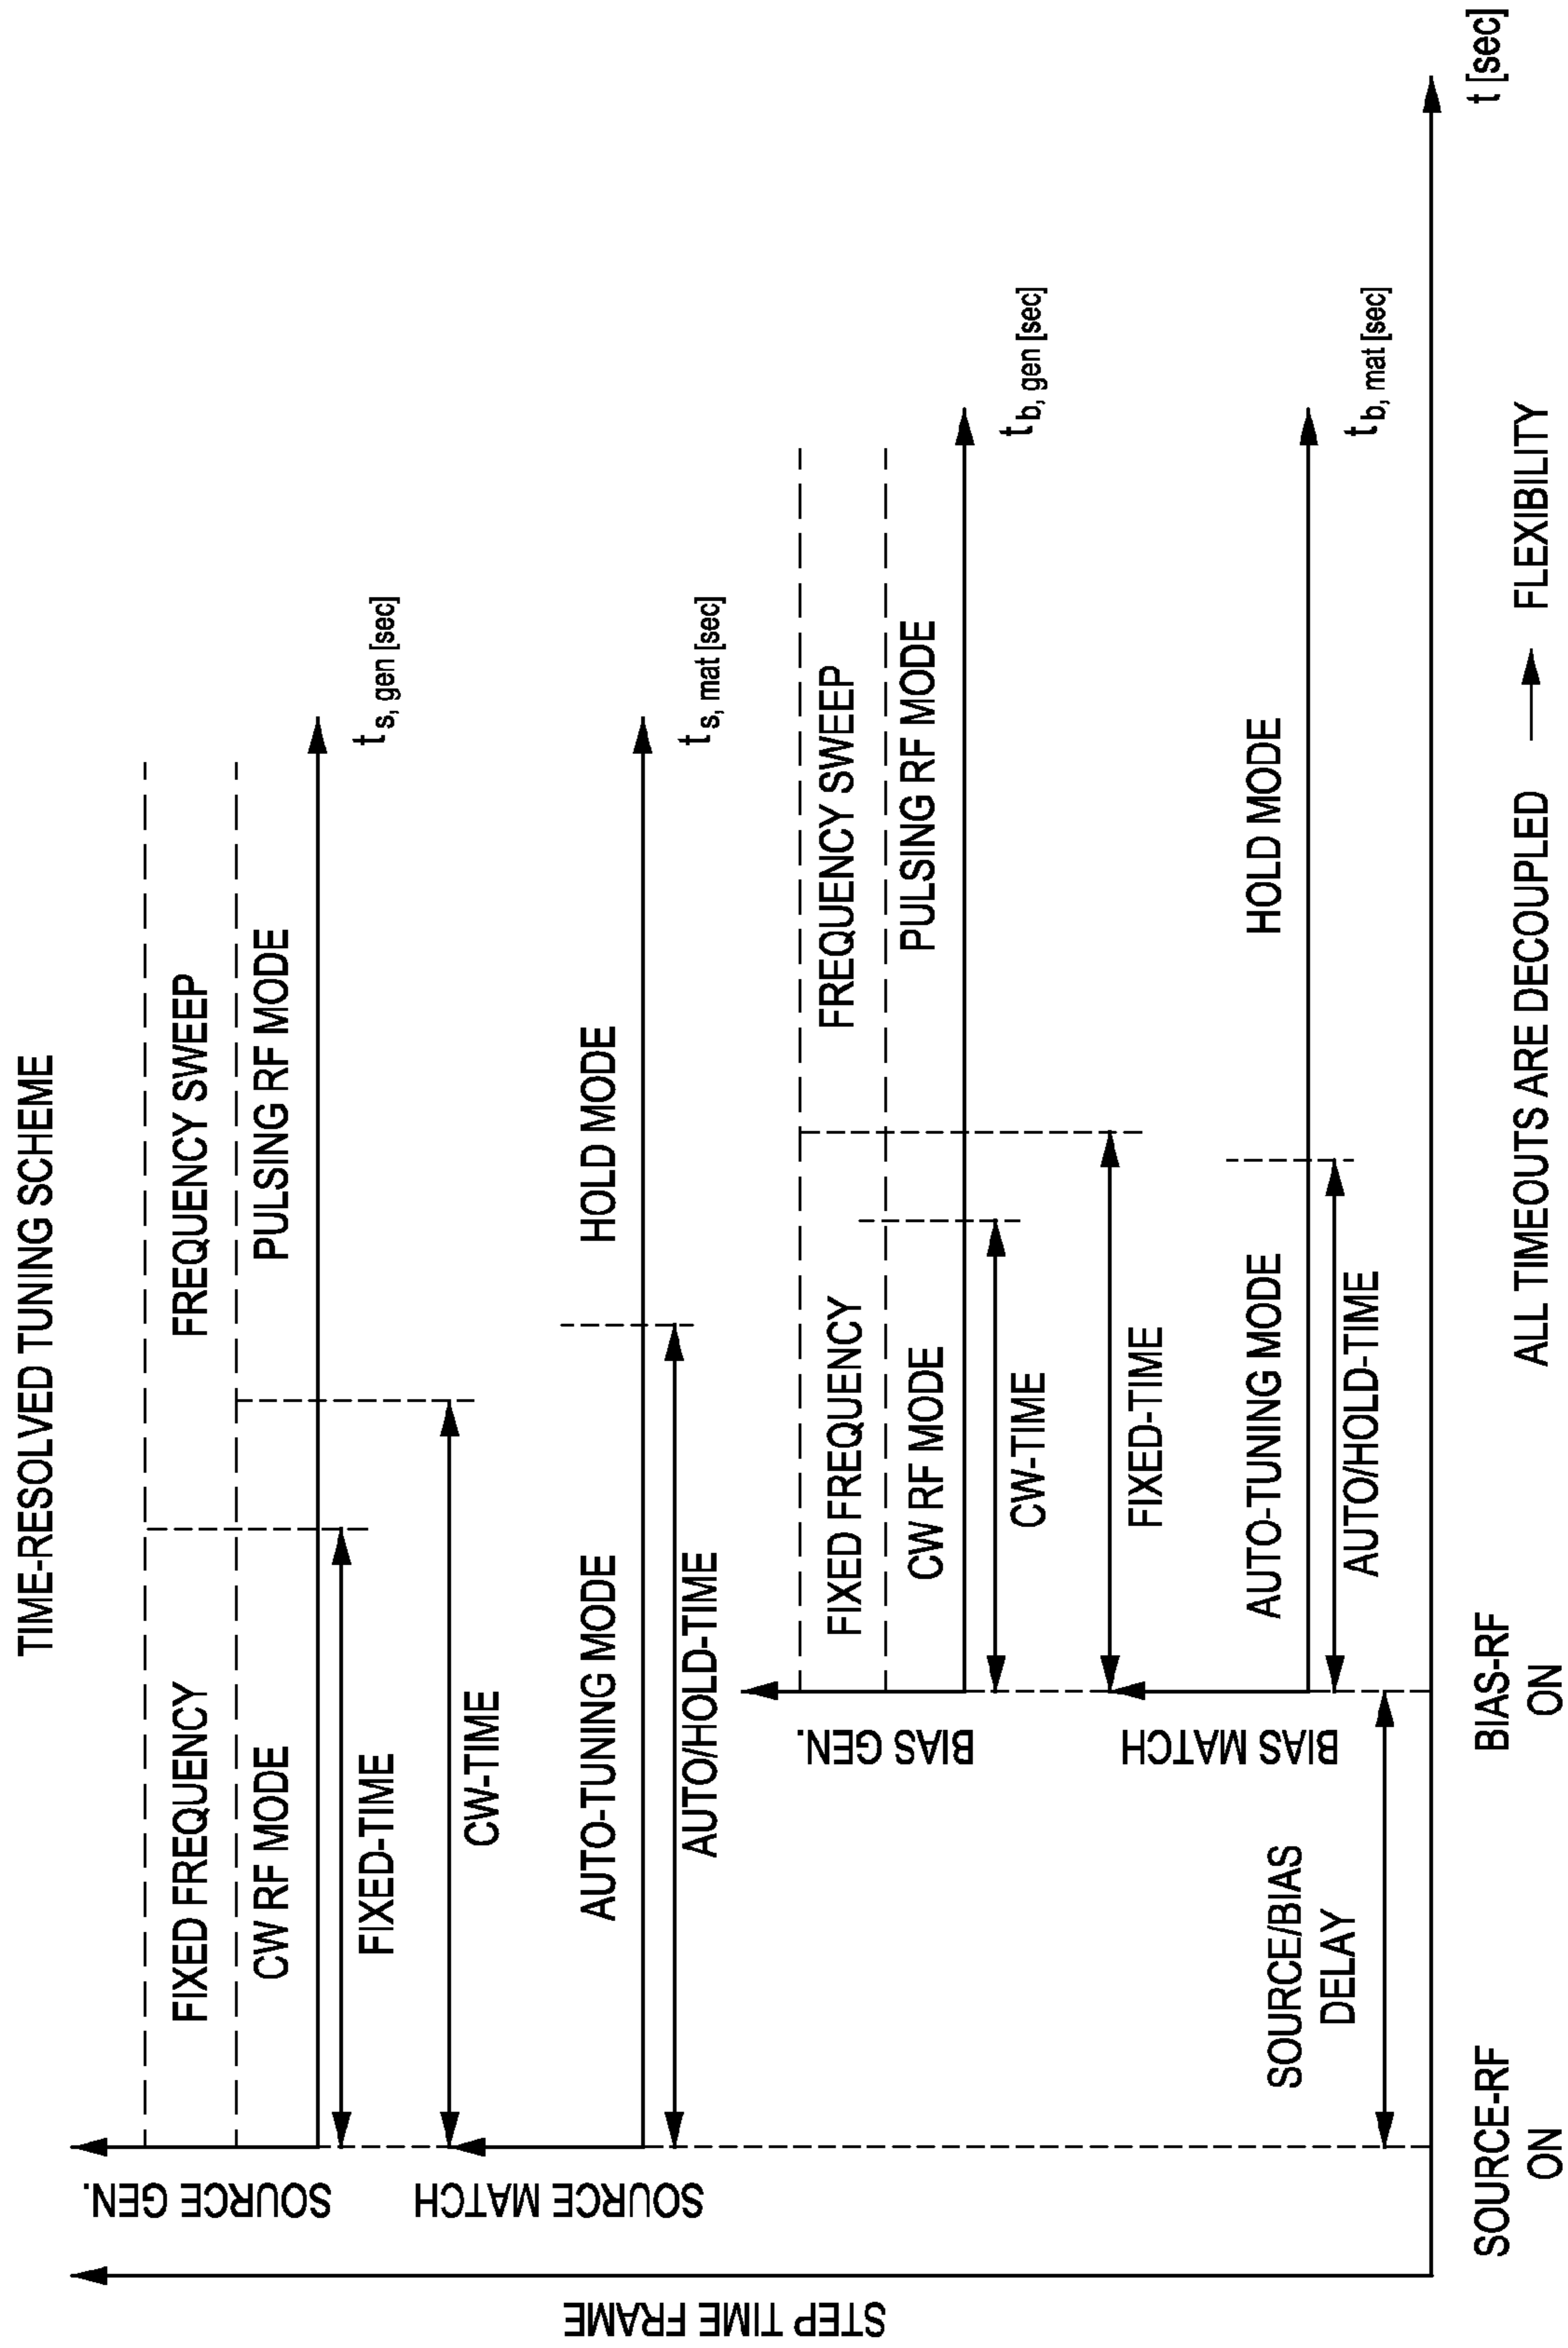 TIME-RESOLVED TUNING SCHEME
STEP TIME FRAME
SOURCE GEN.
FIXED FREQUENCY
FREQUENCY SWEEP
CW RF MODE
PULSING RF MODE
ts, gen [sec]
FIXED-TIME
CW-TIME
SOURCE MATCH
AUTO-TUNING MODE
HOLD MODE
ts, mat [sec]
AUTO/HOLD-TIME
BIAS GEN.
FIXED FREQUENCY
FREQUENCY SWEEP
CW RF MODE
PULSING RF MODE
tb, gen [sec]
CW-TIME
FIXED-TIME
BIAS MATCH
AUTO-TUNING MODE
HOLD MODE
tb, mat [sec]
AUTO/HOLD-TIME
SOURCE/BIAS
DELAY
t [sec]
SOURCE-RF
ON
BIAS-RF
ON
ALL TIMEOUTS ARE DECOUPLED → FLEXIBILITY